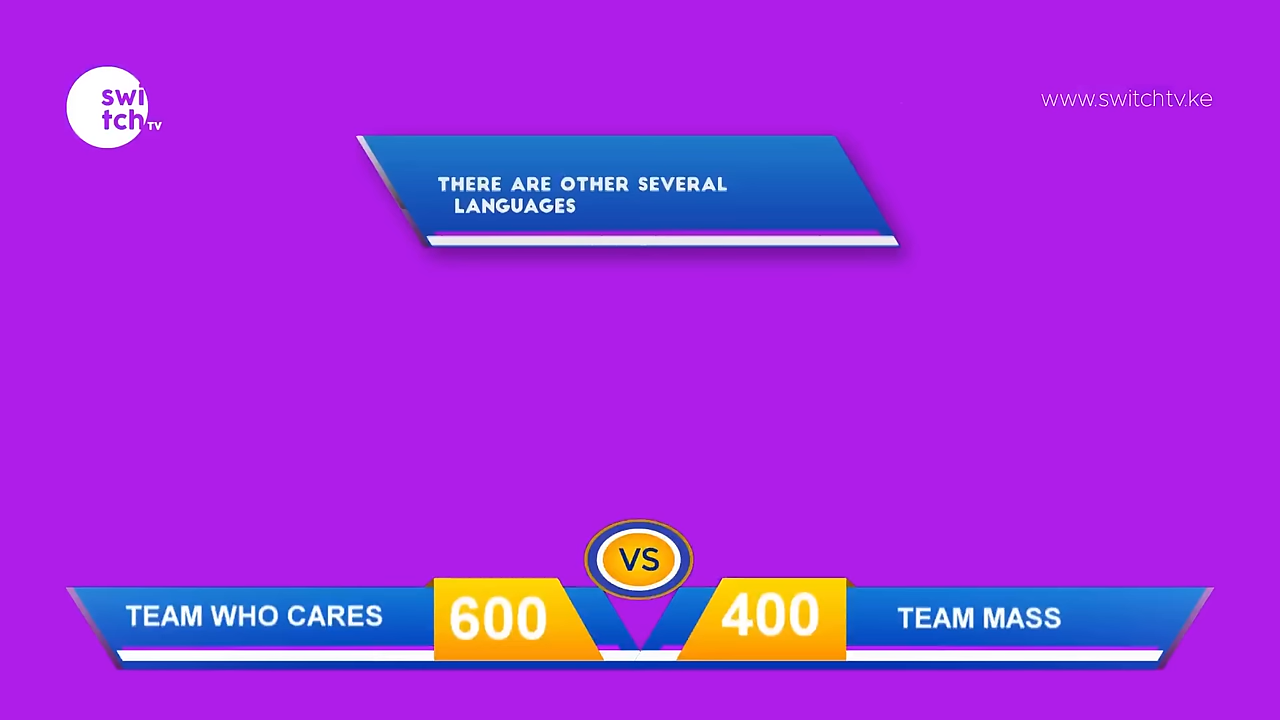 swi
tch TV
www.switchtv.ke
THERE ARE OTHER SEVERAL
LANGUAGES
VS
TEAM WHO CARES 600 400 TEAM MASS